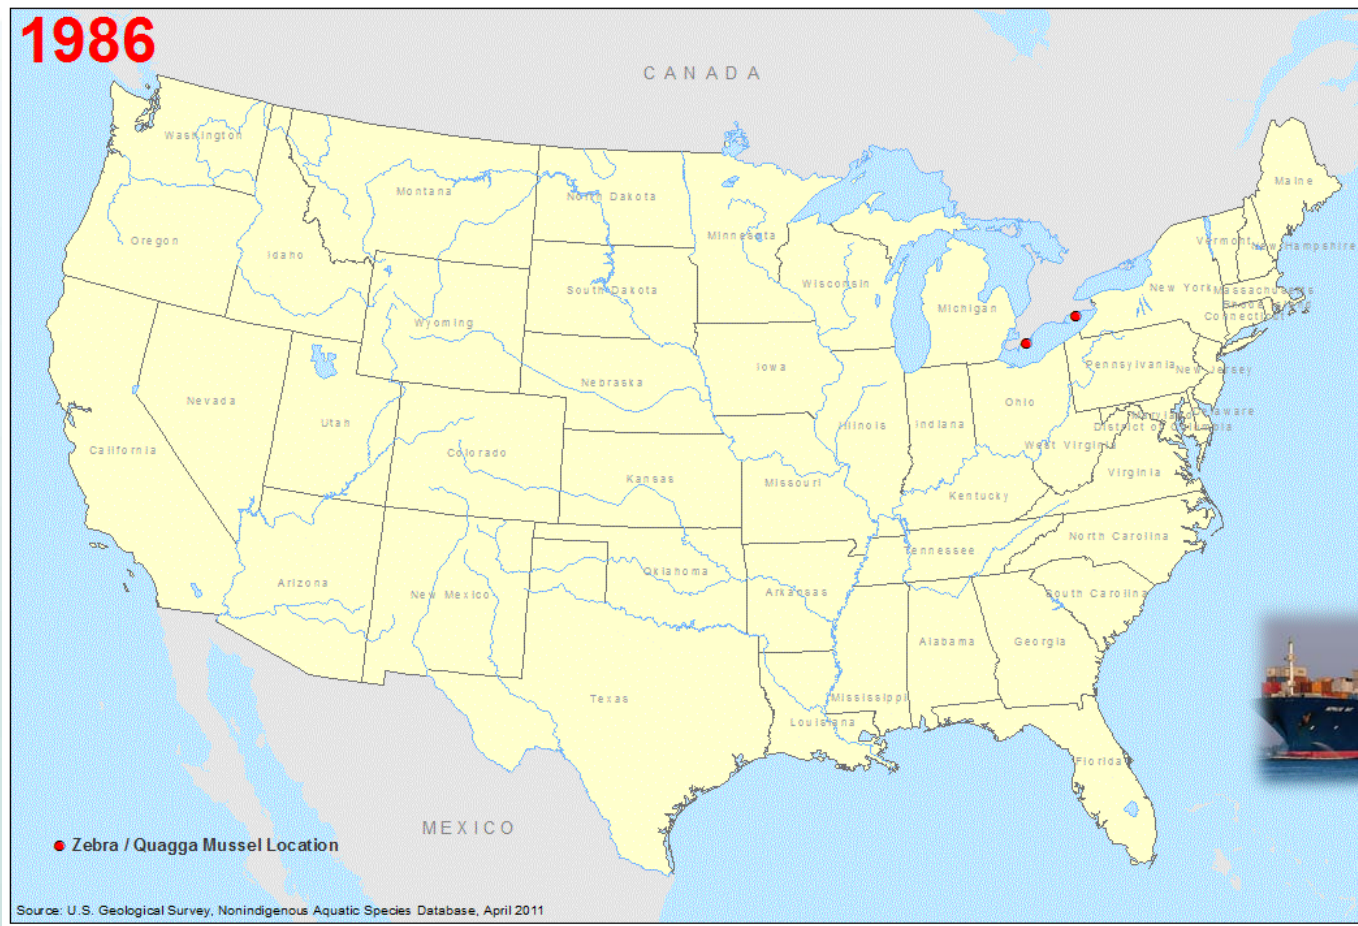 1986
CANADA
Washington
Maine
Montana
North Dakota
Minnesota
Vermont
New Hampshire
Oregon
Idaho
South Dakota
Wisconsin
Michigan
New York
Massachusetts
Rhode Island
Connecticut
Wyoming
Iowa
Pennsylvania
New Jersey
Nebraska
Nevada
Utah
Ohio
Illinois
Indiana
Maryland
Delaware
District of Columbia
California
Colorado
Kansas
Missouri
West Virginia
Virginia
Kentucky
North Carolina
Tennessee
Arizona
New Mexico
Oklahoma
Arkansas
South Carolina
Alabama
Georgia
Texas
Mississippi
Louisiana
Florida
MEXICO
Zebra / Quagga Mussel Location
Source: U.S. Geological Survey, Nonindigenous Aquatic Species Database, April 2011